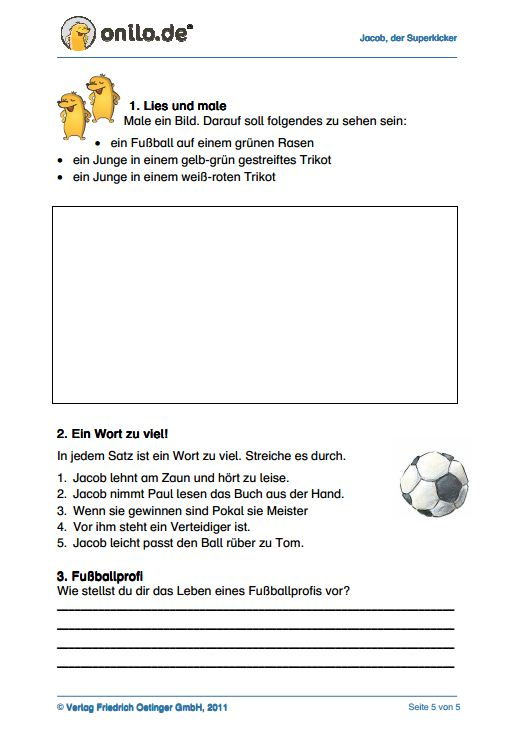 onilo.de
Jacob, der Superkicker
1. Lies und male
Male ein Bild. Darauf soll folgendes zu sehen sein:
• ein Fußball auf einem grünen Rasen
• ein Junge in einem gelb-grün gestreiftes Trikot
• ein Junge in einem weiß-roten Trikot
2. Ein Wort zu viel!
In jedem Satz ist ein Wort zu viel. Streiche es durch.
1. Jacob lehnt am Zaun und hört zu leise.
2. Jacob nimmt Paul lesen das Buch aus der Hand.
3. Wenn sie gewinnen sind Pokal sie Meister
4. Vor ihm steht ein Verteidiger ist.
5. Jacob leicht passt den Ball rüber zu Tom.
3. Fußballprofi
Wie stellst du dir das Leben eines Fußballprofis vor?
© Verlag Friedrich Oetinger GmbH, 2011
Seite 5 von 5